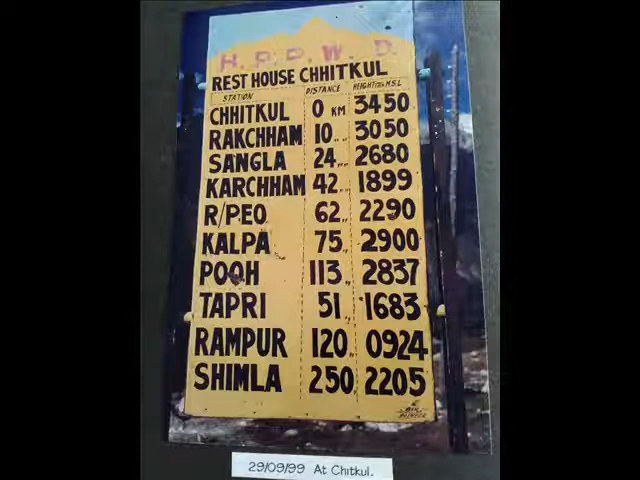 H.P.P.W.D.
REST HOUSE CHHITKUL
STATION DISTANCE HEIGHT M.S.L
CHHITKUL 0 KM 3450
RAKCHHAM 10 ,, 3050
SANGLA 24 ,, 2680
KARCHHAM 42 ,, 1899
R/PEO 62 ,, 2290
KALPA 75 ,, 2900
POOH 113 ,, 2837
TAPRI 51 ,, 1683
RAMPUR 120 ,, 0924
SHIMLA 250 ,, 2205
29/09/99 At Chitkul.